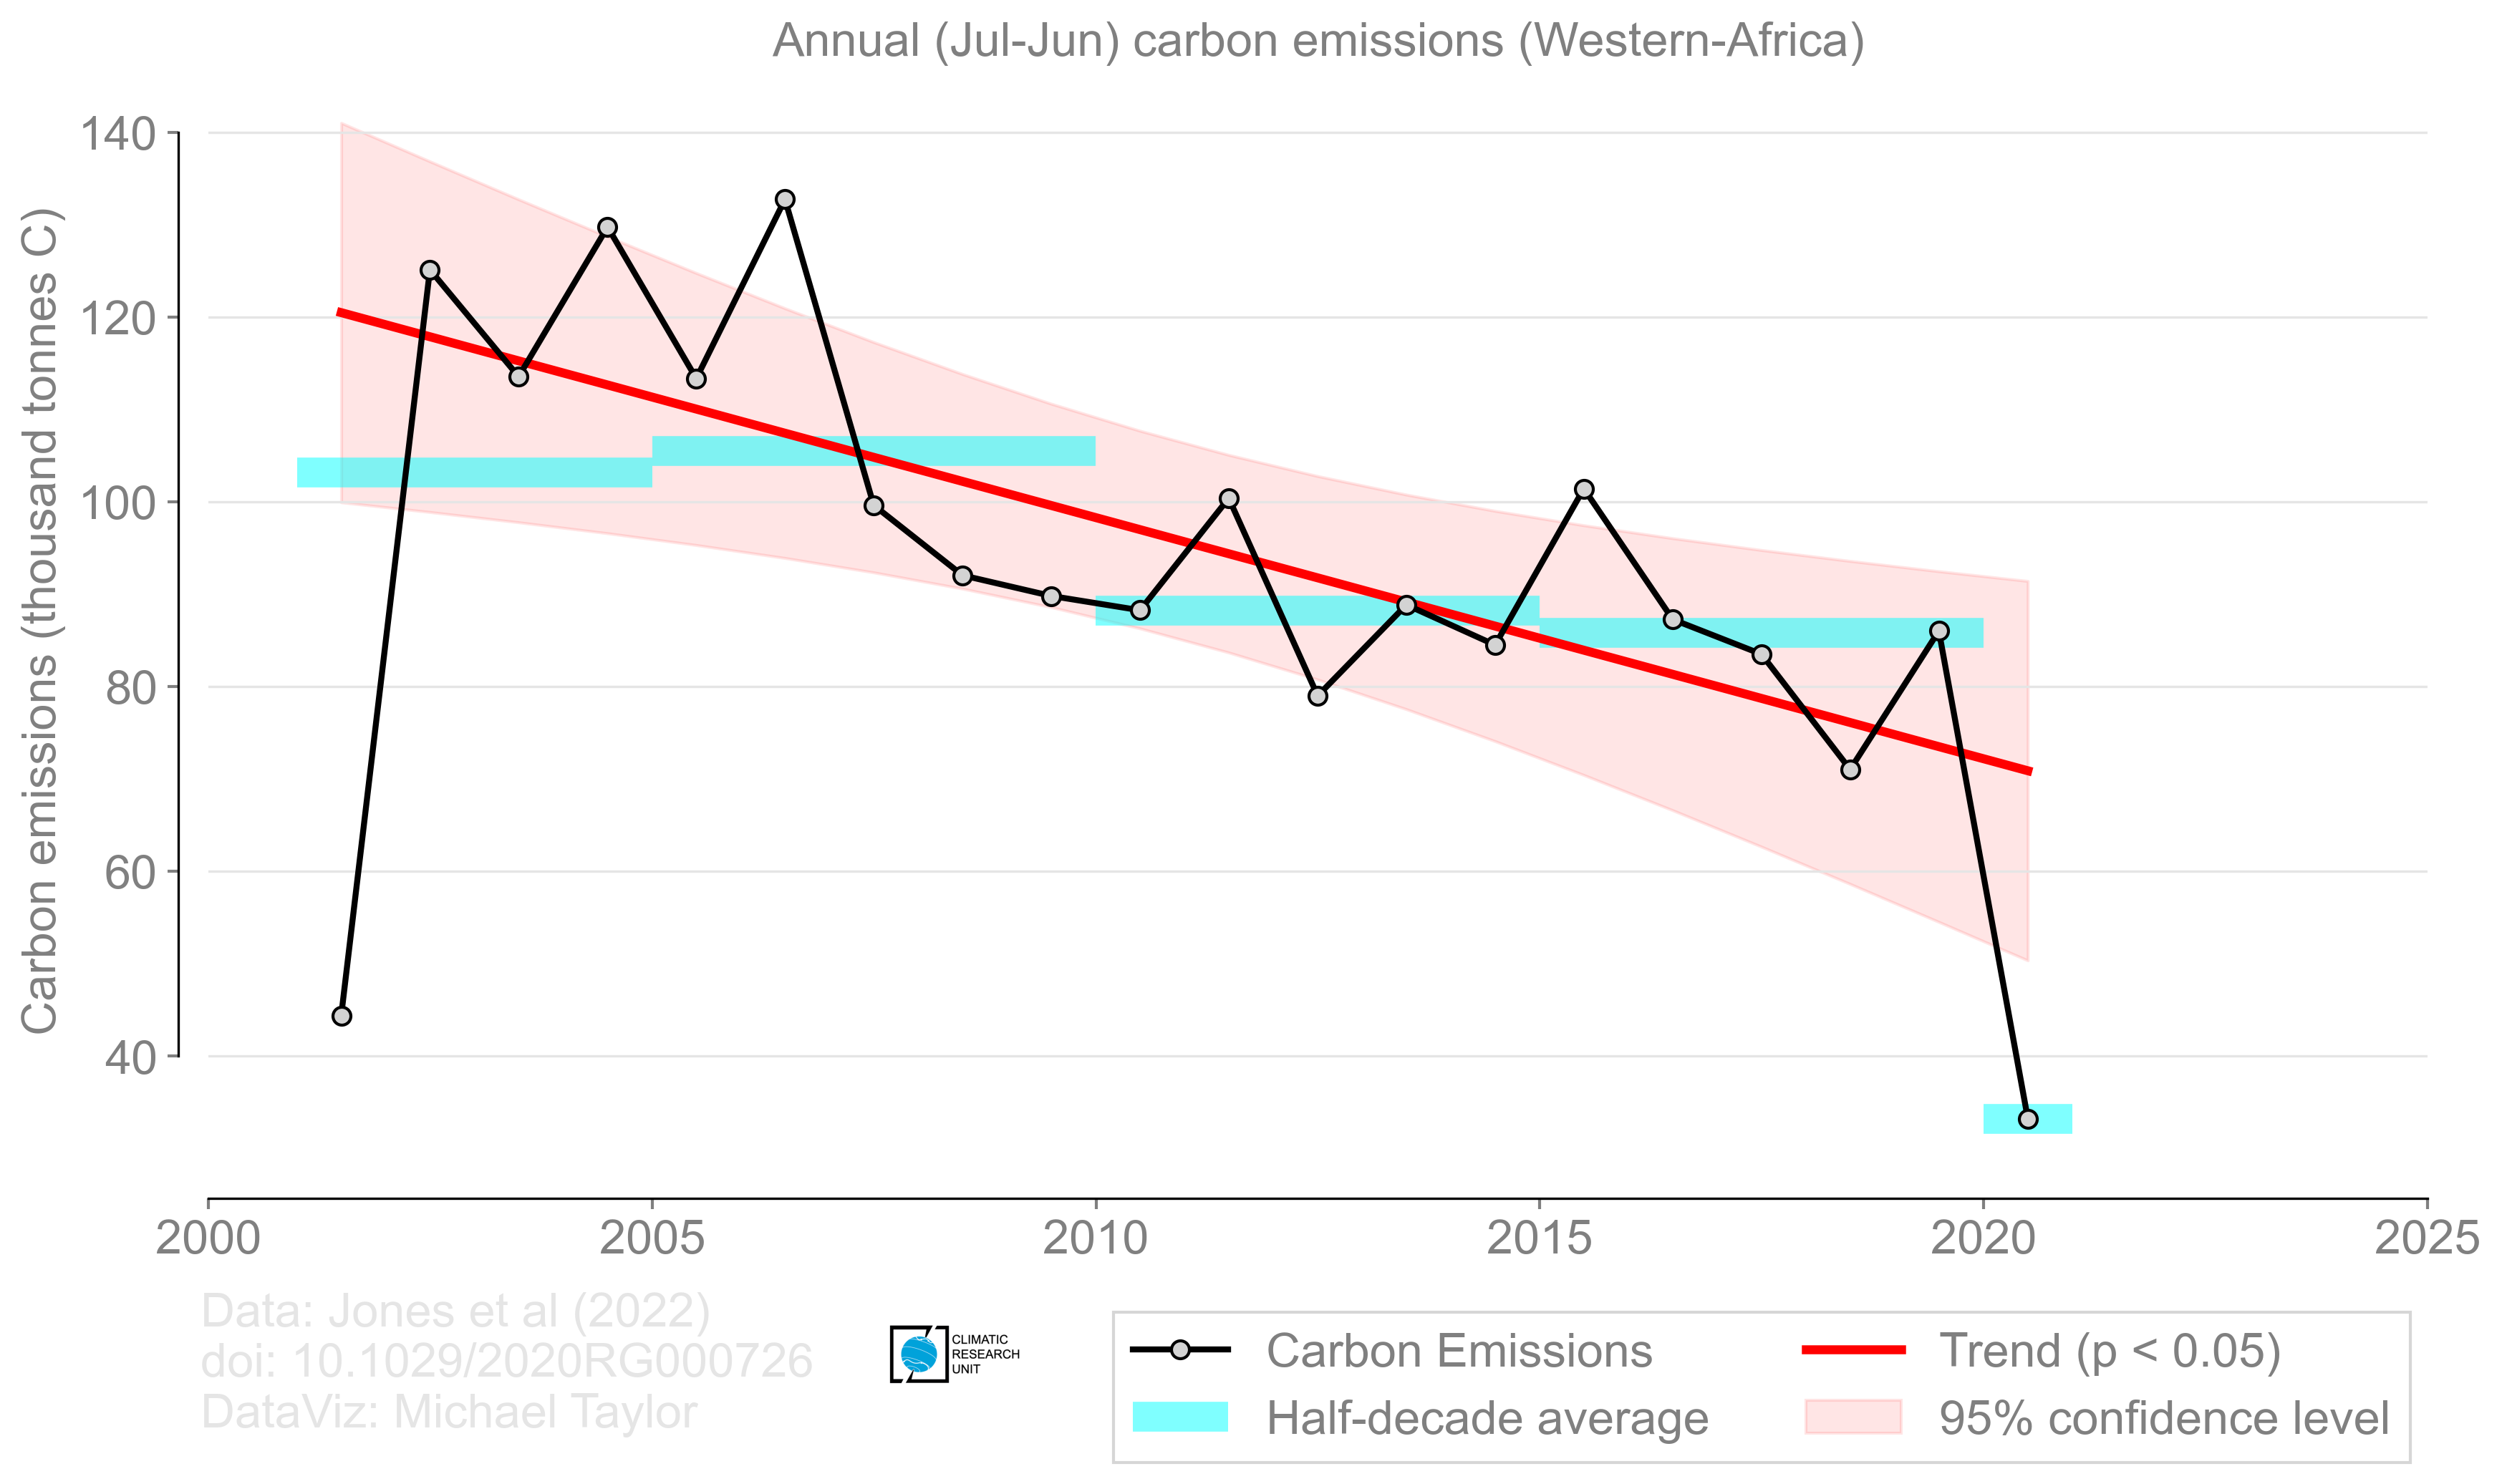 Annual (Jul-Jun) carbon emissions (Western-Africa)
Carbon emissions (thousand tonnes C)
140
120
100
80
60
40
2000 2005 2010 2015 2020 2025
Data: Jones et al (2022)
doi: 10.1029/2020RG000726
DataViz: Michael Taylor
CLIMATIC
RESEARCH
UNIT
Carbon Emissions
Half-decade average
Trend (p < 0.05)
95% confidence level